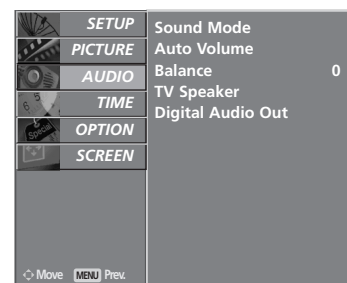 SETUP
PICTURE
AUDIO
TIME
OPTION
SCREEN
Sound Mode
Auto Volume
Balance 0
TV Speaker
Digital Audio Out
Move MENU Prev.